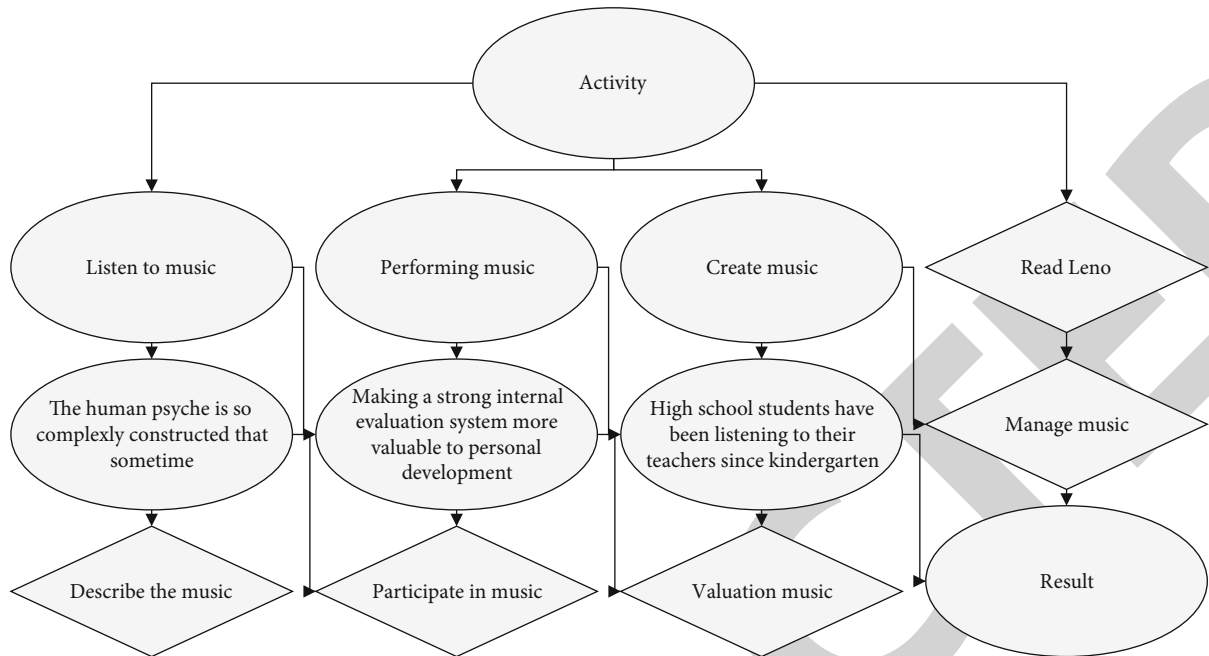 Activity
Listen to music
Performing music
Create music
Read Leno
The human psyche is so
complexly constructed that
sometime
Making a strong internal
evaluation system more
valuable to personal
development
High school students have
been listening to their
teachers since kindergarten
Manage music
Describe the music
Participate in music
Valuation music
Result